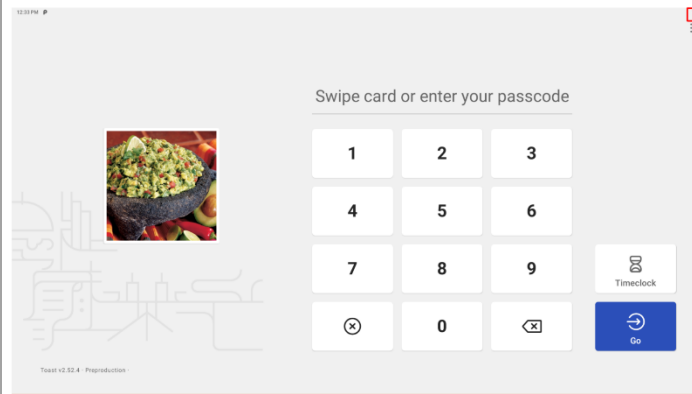 12:33 PM P
Swipe card or enter your passcode
1 2 3
4 5 6
7 8 9
Timeclock
0
Go
Toast v2.52.4 · Preproduction ·